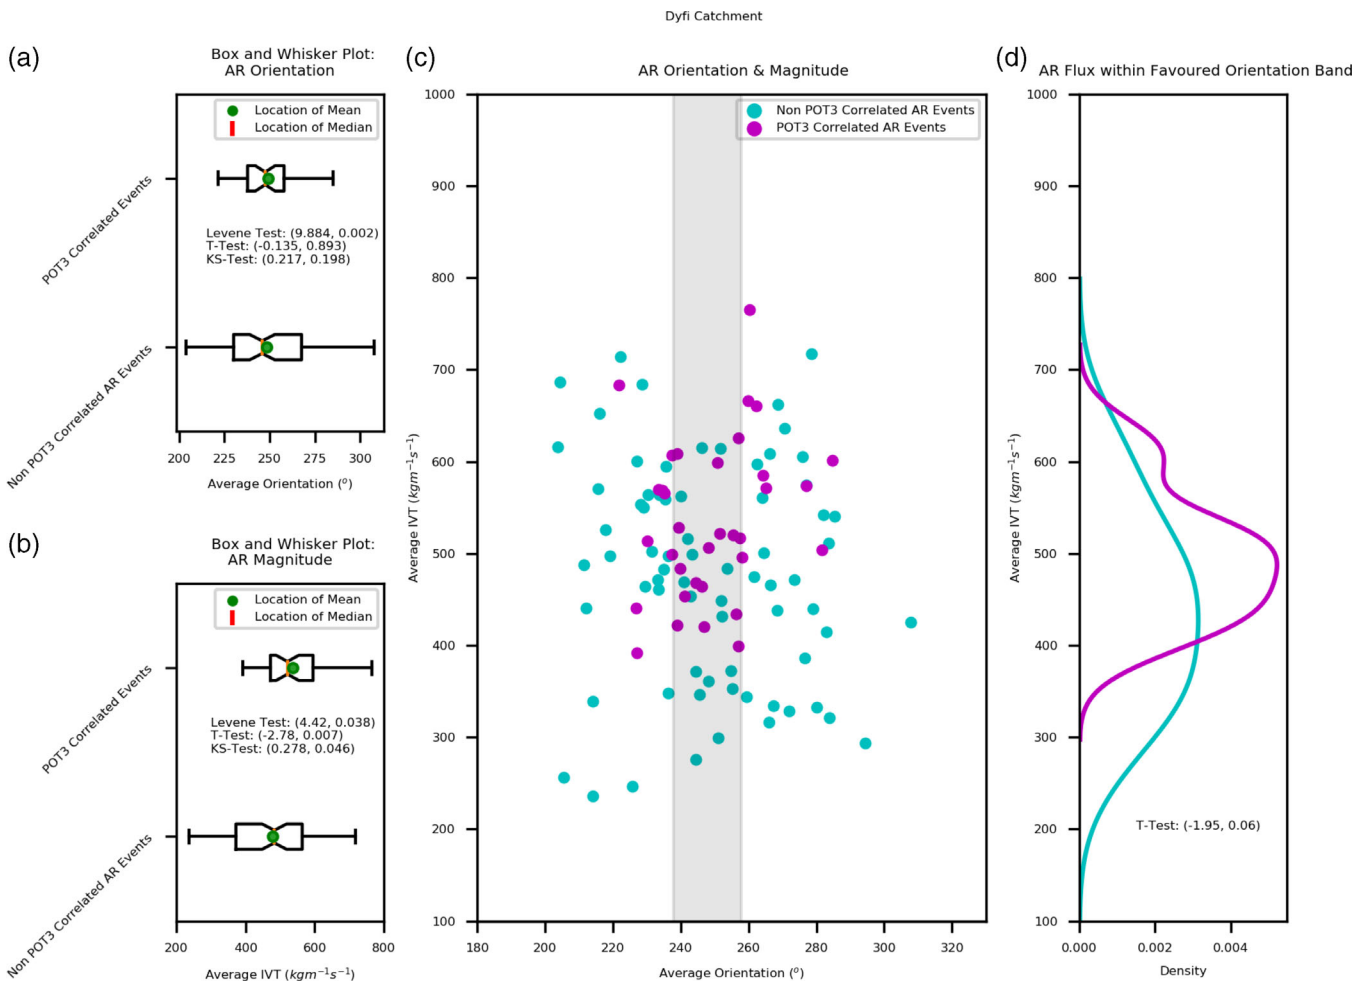 Dyfi Catchment
(a)
Box and Whisker Plot:
AR Orientation
Location of Mean
Location of Median
POT3 Correlated Events
Levene Test: (9.884, 0.002)
T-Test: (-0.135, 0.893)
KS-Test: (0.217, 0.198)
Non POT3 Correlated AR Events
200 225 250 275 300
Average Orientation (°)
(b)
Box and Whisker Plot:
AR Magnitude
Location of Mean
Location of Median
POT3 Correlated Events
Levene Test: (4.42, 0.038)
T-Test: (-2.78, 0.007)
KS-Test: (0.278, 0.046)
Non POT3 Correlated AR Events
200 400 600 800
Average IVT (kgm⁻¹s⁻¹)
(c)
AR Orientation & Magnitude
Non POT3 Correlated AR Events
POT3 Correlated AR Events
1000
900
800
700
600
500
400
300
200
100
Average IVT (kgm⁻¹s⁻¹)
180 200 220 240 260 280 300 320
Average Orientation (°)
(d)
AR Flux within Favoured Orientation Band
1000
900
800
700
600
500
400
300
200
100
Average IVT (kgm⁻¹s⁻¹)
T-Test: (-1.95, 0.06)
0.000 0.002 0.004
Density